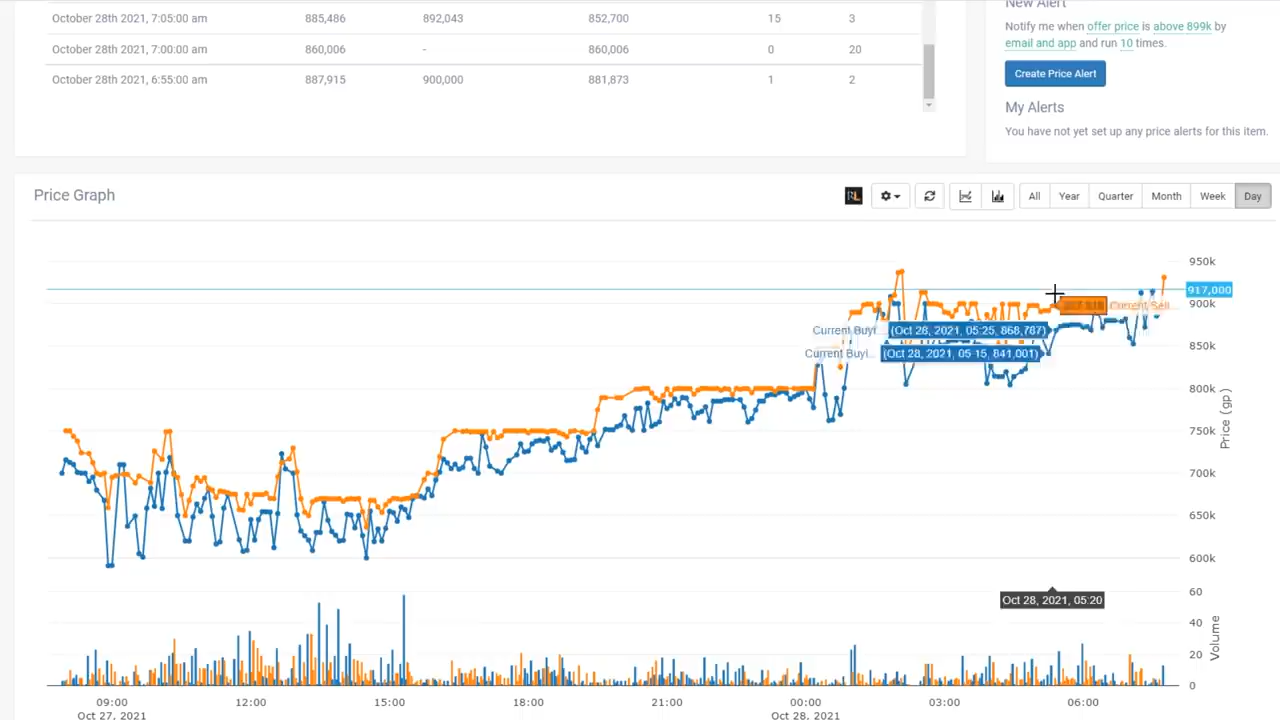 October 28th 2021, 7:05:00 am 885,486 892,043 852,700 15 3
October 28th 2021, 7:00:00 am 860,006 - 860,006 0 20
October 28th 2021, 6:55:00 am 887,915 900,000 881,873 1 2
New Alert
Notify me when offer price is above 899k by
email and app and run 10 times.
Create Price Alert
My Alerts
You have not yet set up any price alerts for this item.
Price Graph
RL
All Year Quarter Month Week Day
950k
917,000
900k
Current Sell...
Current Buyi
(Oct 28, 2021, 05:25, 868,787)
850k
Current Buyi...
(Oct 28, 2021, 05:15, 841,001)
800k
750k
700k
650k
600k
Price (gp)
Oct 28, 2021, 05:20
60
40
20
0
Volume
09:00 12:00 15:00 18:00 21:00 00:00 03:00 06:00
Oct 27, 2021 Oct 28, 2021